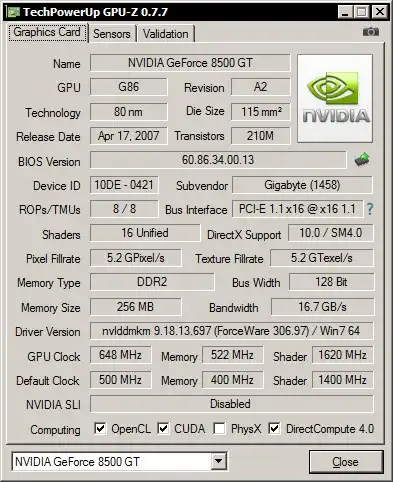 TechPowerUp GPU-Z 0.7.7
Graphics Card Sensors Validation
Name NVIDIA GeForce 8500 GT
GPU G86 Revision A2
Technology 80 nm Die Size 115 mm²
Release Date Apr 17, 2007 Transistors 210M
NVIDIA
BIOS Version 60.86.34.00.13
Device ID 10DE - 0421 Subvendor Gigabyte (1458)
ROPs/TMUs 8 / 8 Bus Interface PCI-E 1.1 x16 @ x16 1.1 ?
Shaders 16 Unified DirectX Support 10.0 / SM4.0
Pixel Fillrate 5.2 GPixel/s Texture Fillrate 5.2 GTexel/s
Memory Type DDR2 Bus Width 128 Bit
Memory Size 256 MB Bandwidth 16.7 GB/s
Driver Version nvlddmkm 9.18.13.697 (ForceWare 306.97) / Win7 64
GPU Clock 648 MHz Memory 522 MHz Shader 1620 MHz
Default Clock 500 MHz Memory 400 MHz Shader 1400 MHz
NVIDIA SLI Disabled
Computing OpenCL CUDA PhysX DirectCompute 4.0
NVIDIA GeForce 8500 GT Close